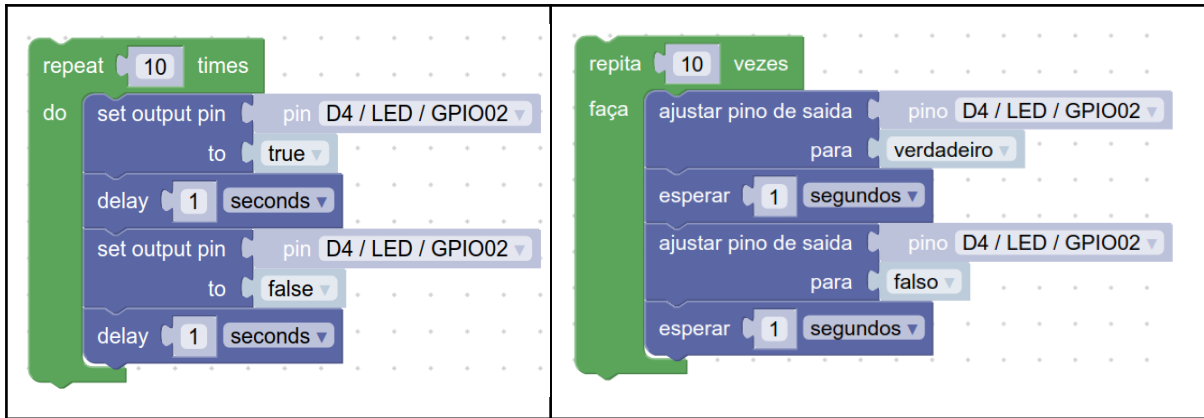 repeat 10 times
do set output pin pin D4 / LED / GPIO02
to true
delay 1 seconds
set output pin pin D4 / LED / GPIO02
to false
delay 1 seconds
repita 10 vezes
faça ajustar pino de saida pino D4 / LED / GPIO02
para verdadeiro
esperar 1 segundos
ajustar pino de saida pino D4 / LED / GPIO02
para falso
esperar 1 segundos